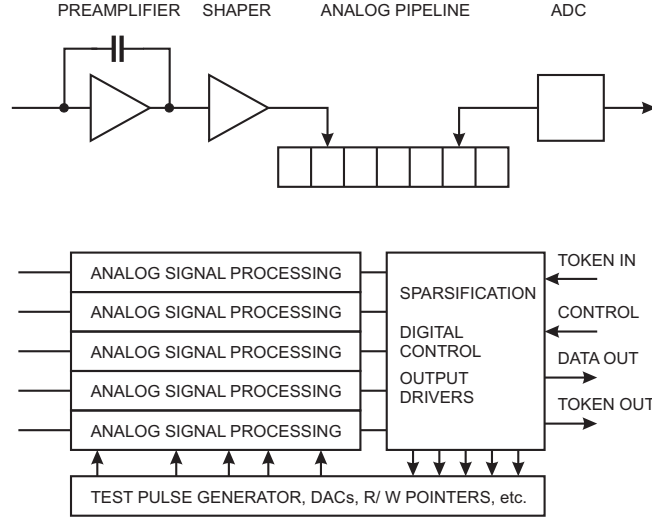 PREAMPLIFIER SHAPER ANALOG PIPELINE ADC
ANALOG SIGNAL PROCESSING
ANALOG SIGNAL PROCESSING
ANALOG SIGNAL PROCESSING
ANALOG SIGNAL PROCESSING
ANALOG SIGNAL PROCESSING
SPARSIFICATION
DIGITAL
CONTROL
OUTPUT
DRIVERS
TOKEN IN
CONTROL
DATA OUT
TOKEN OUT
TEST PULSE GENERATOR, DACs, R/ W POINTERS, etc.